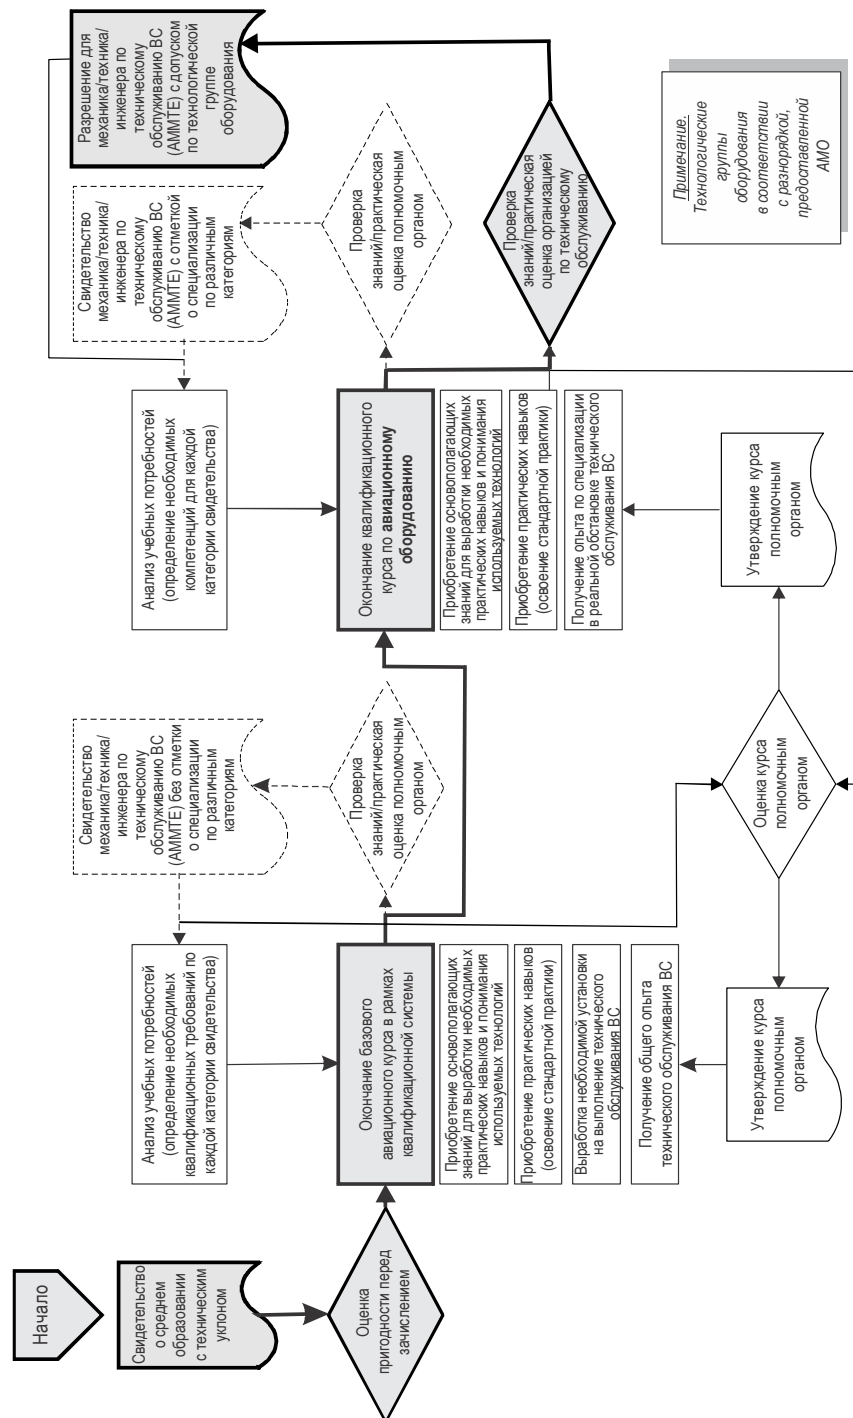 Начало
Свидетельство
о среднем
образовании
с техническим
уклоном
Оценка
пригодности перед
зачислением
Анализ учебных потребностей
(определение необходимых
квалификационных требований по
каждой категории свидетельства)
Окончание базового
авиационного курса в рамках
квалификационной системы
Приобретение основополагающих
знаний для выработки необходимых
практических навыков и понимания
используемых технологий
Приобретение практических навыков
(освоение стандартной практики)
Выработка необходимой установки
на выполнение технического
обслуживания ВС
Получение общего опыта
технического обслуживания ВС
Утверждение курса
полномочным
органом
Свидетельство
механика/техника/
инженера по
техническому
обслуживанию ВС
(AMMTE) без отметки
о специализации
по различным
категориям
Проверка
знаний/практическая
оценка полномочным
органом
Оценка курса
полномочным
органом
Анализ учебных потребностей
(определение необходимых
компетенций для каждой
категории свидетельства)
Окончание квалификационного
курса по авиационному
оборудованию
Приобретение основополагающих
знаний для выработки необходимых
практических навыков и понимания
используемых технологий
Приобретение практических навыков
(освоение стандартной практики)
Получение опыта по специализации
в реальной обстановке технического
обслуживания ВС
Утверждение курса
полномочным
органом
Свидетельство
механика/техника/
инженера по
техническому
обслуживанию ВС
(AMMTE) с отметкой
о специализации
по различным
категориям
Проверка
знаний/практическая
оценка полномочным
органом
Разрешение для
механика/техника/
инженера по
техническому
обслуживанию ВС
(AMMTE) с допуском
по технологической
группе
оборудования
Проверка
знаний/практическая
оценка организацией
по техническому
обслуживанию
Примечание.
Технологические
группы
оборудования
в соответствии
с разнорядкой,
предоставленной
АМО